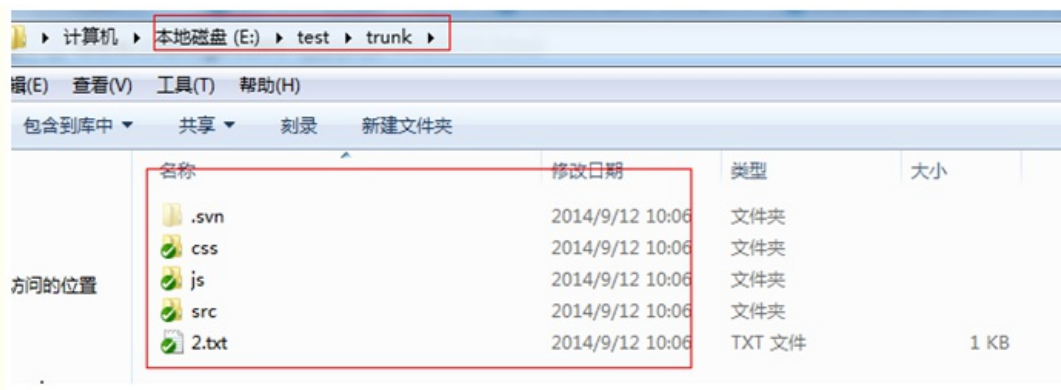 计算机 本地磁盘 (E:) test trunk
辑(E) 查看(V) 工具(T) 帮助(H)
包含到库中 共享 刻录 新建文件夹
名称 修改日期 类型 大小
.svn 2014/9/12 10:06 文件夹
css 2014/9/12 10:06 文件夹
js 2014/9/12 10:06 文件夹
访问的位置
src 2014/9/12 10:06 文件夹
2.txt 2014/9/12 10:06 TXT 文件 1 KB